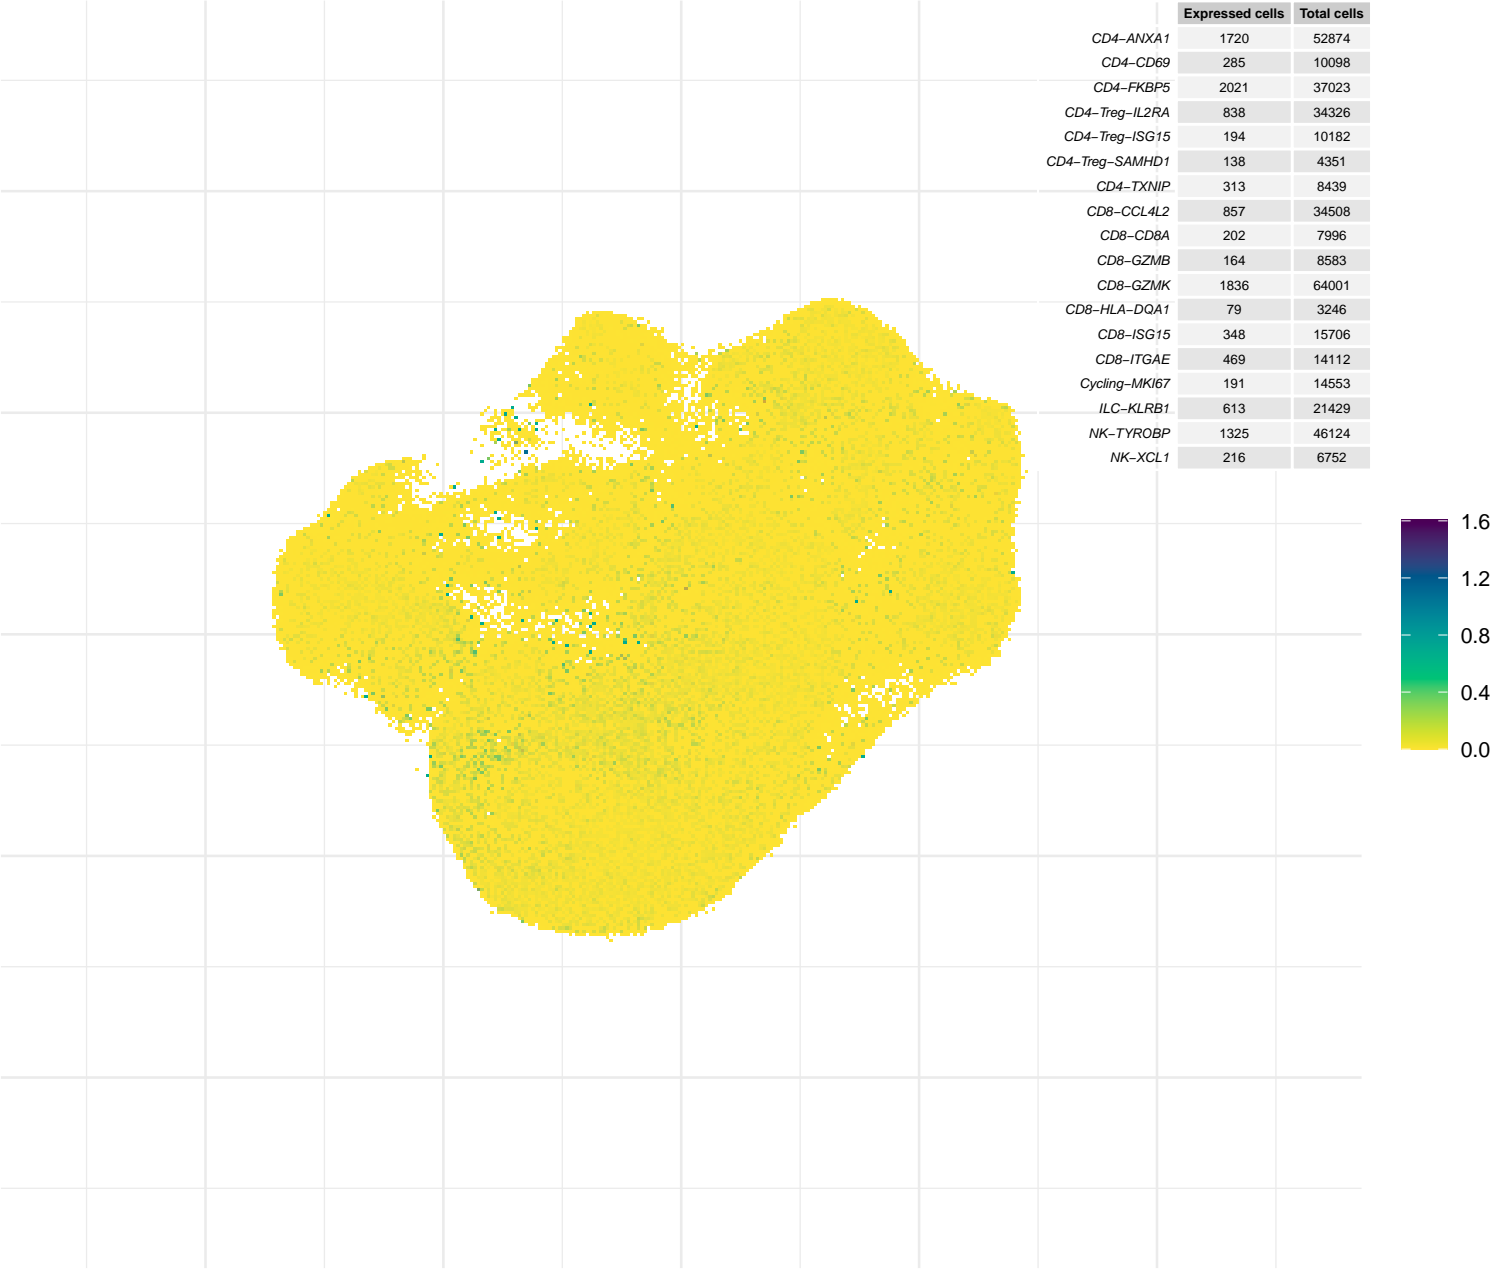 Expressed cells Total cells
CD4−ANXA1 1720 52874
CD4−CD69 285 10098
CD4−FKBP5 2021 37023
CD4−Treg−IL2RA 838 34326
CD4−Treg−ISG15 194 10182
CD4−Treg−SAMHD1 138 4351
CD4−TXNIP 313 8439
CD8−CCL4L2 857 34508
CD8−CD8A 202 7996
CD8−GZMB 164 8583
CD8−GZMK 1836 64001
CD8−HLA−DQA1 79 3246
CD8−ISG15 348 15706
CD8−ITGAE 469 14112
Cycling−MKI67 191 14553
ILC−KLRB1 613 21429
NK−TYROBP 1325 46124
NK−XCL1 216 6752
1.6
1.2
0.8
0.4
0.0